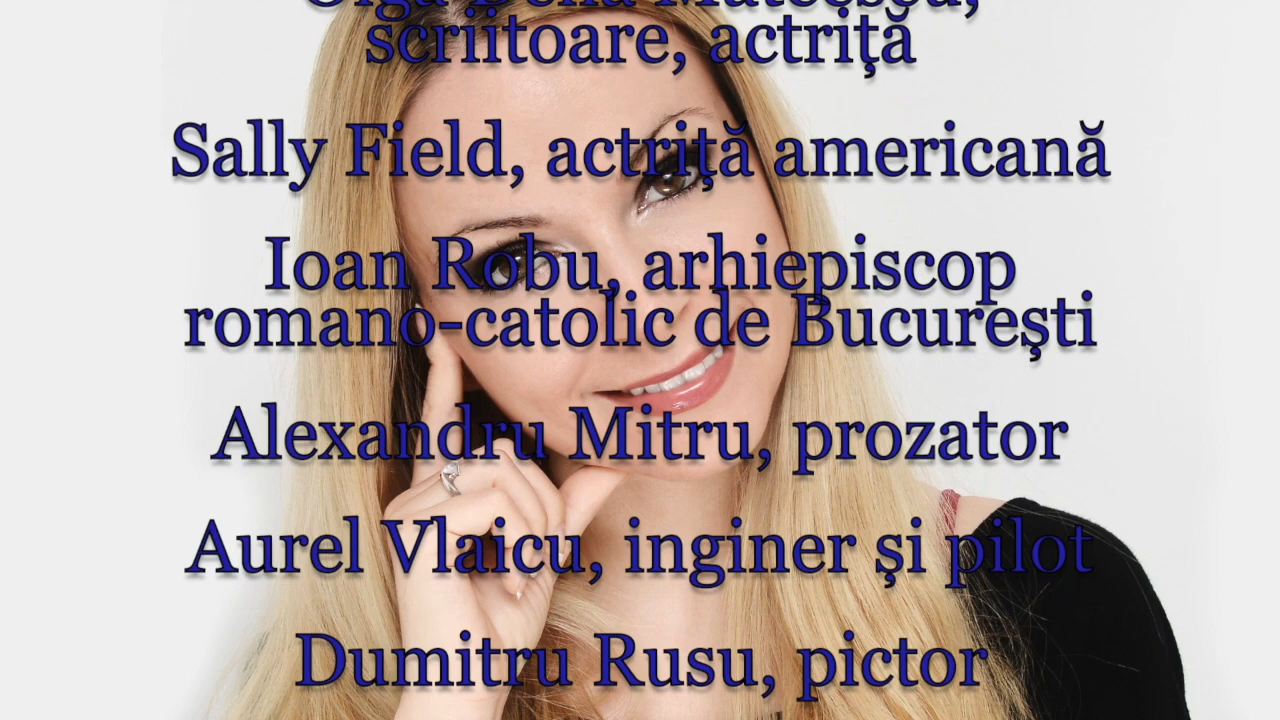 scriitoare, actriță
Sally Field, actriță americană
Ioan Robu, arhiepiscop
romano-catolic de București
Alexandru Mitru, prozator
Aurel Vlaicu, inginer și pilot
Dumitru Rusu, pictor